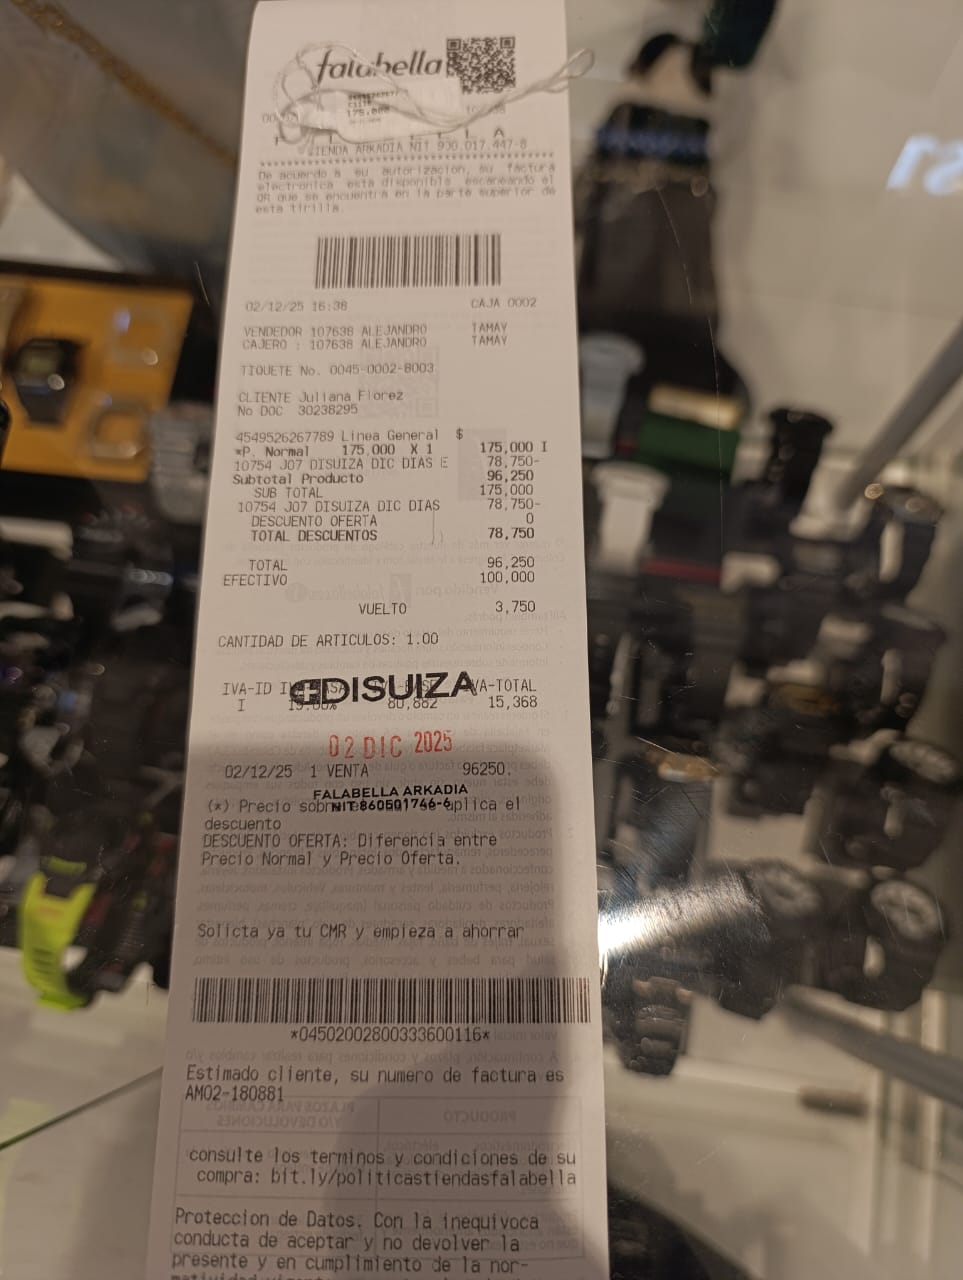 falabella
175.000
TIENDA ARKADIA NIT 900.017.447-8
De acuerdo a su autorizacion, su factura
electronica esta disponible escaneando el
QR que se encuentra en la parte superior de
esta tirilla.
02/12/25 16:38 CAJA 0002
VENDEDOR 107638 ALEJANDRO TAMAY
CAJERO : 107638 ALEJANDRO TAMAY
TIQUETE No. 0045-0002-8003
CLIENTE Juliana Florez
No DOC 30238295
4549526267789 Linea General $
*P. Normal 175,000 X 1 175,000 I
10754 J07 DISUIZA DIC DIAS E 78,750-
Subtotal Producto 96,250
SUB TOTAL 175,000
10754 J07 DISUIZA DIC DIAS 78,750-
DESCUENTO OFERTA 0
TOTAL DESCUENTOS 78,750
TOTAL 96,250
EFECTIVO 100,000
VUELTO 3,750
CANTIDAD DE ARTICULOS: 1.00
DISUIZA
IVA-ID VA-TOTAL
I 80,882 15,368
02 DIC 2025
02/12/25 1 VENTA 96250.
FALABELLA ARKADIA
NIT:860501746-6
(*) Precio aplica el
descuento
DESCUENTO OFERTA: Diferencia entre
Precio Normal y Precio Oferta.
Solicta ya tu CMR y empieza a ahorrar
*04502002800333600116*
Estimado cliente, su numero de factura es
AM02-180881
consulte los terminos y condiciones de su
compra: bit.ly/politicastiendasfalabella
Proteccion de Datos. Con la inequivoca
conducta de aceptar y no devolver la
presente y en cumplimiento de la nor-